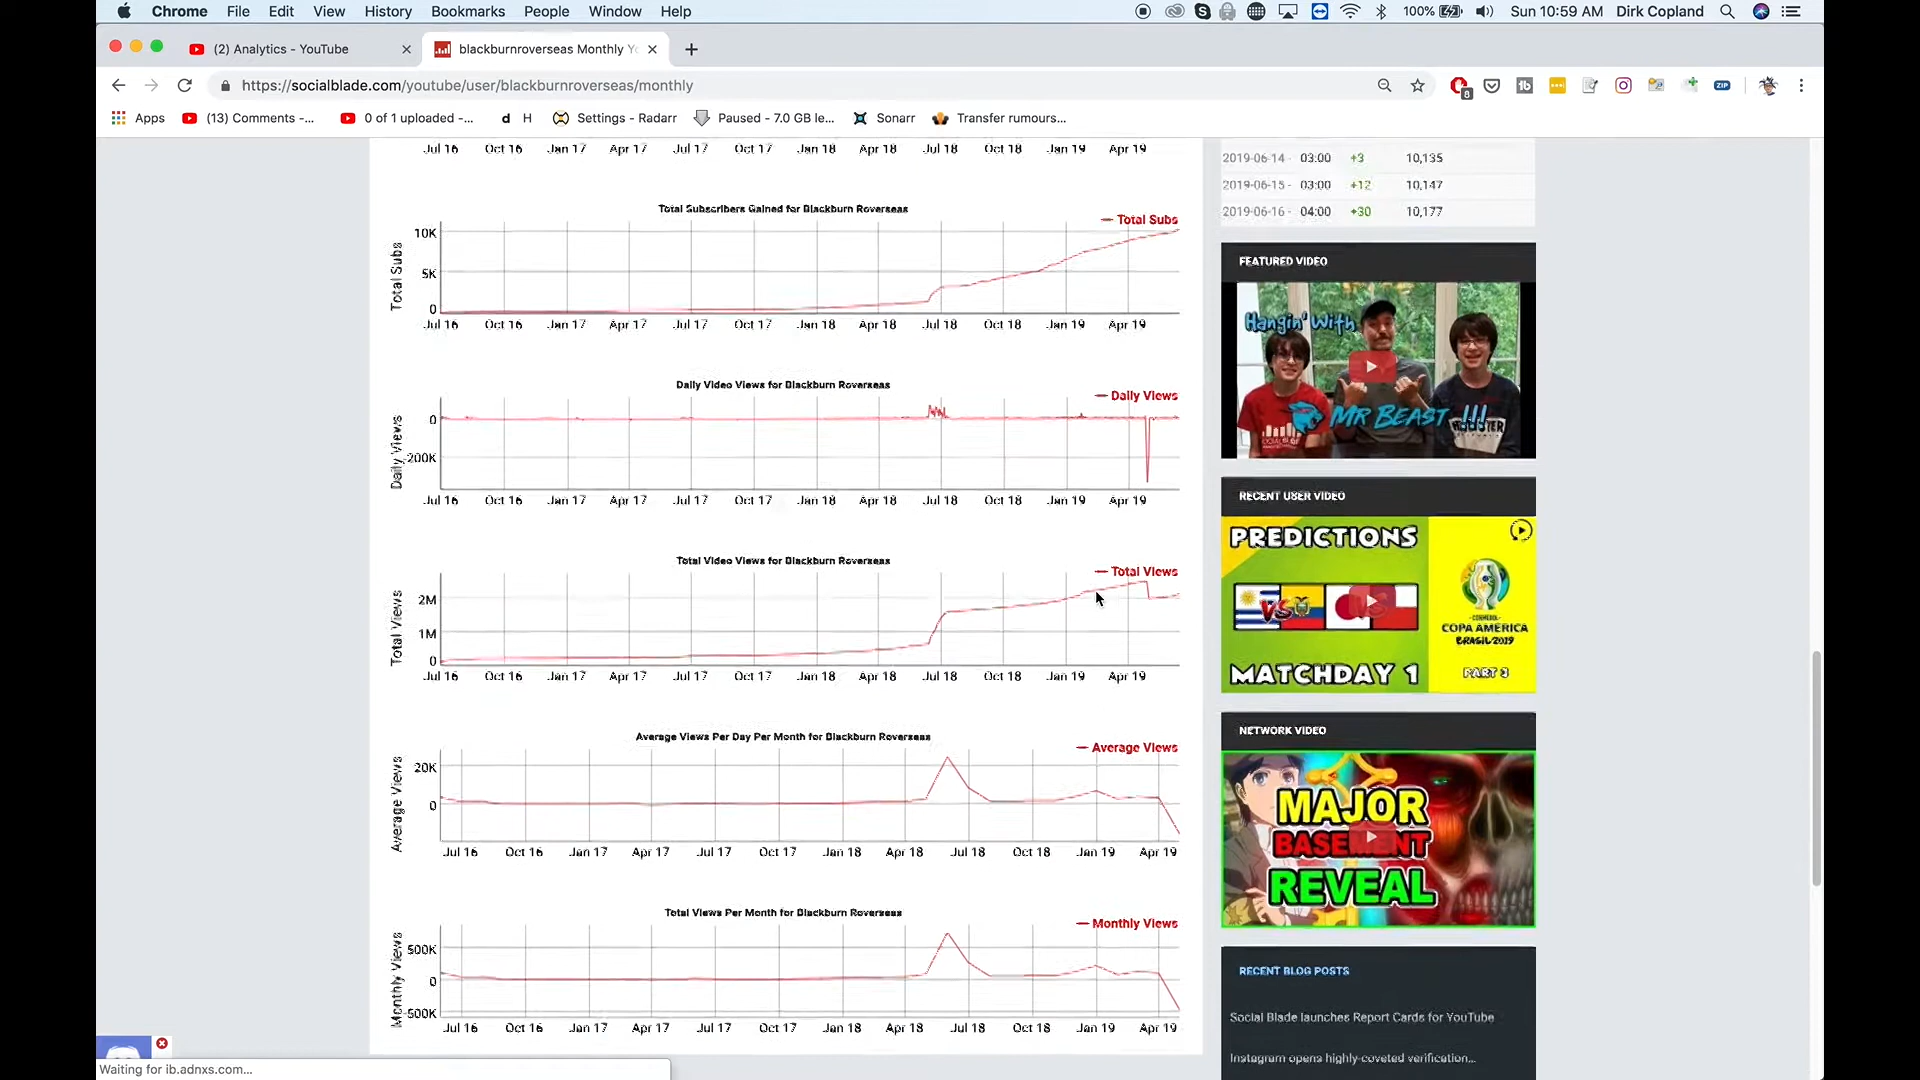 Chrome File Edit View History Bookmarks People Window Help 100% Sun 10:59 AM Dirk Copland
(2) Analytics - YouTube
blackburnroverseas Monthly Yo
https://socialblade.com/youtube/user/blackburnroverseas/monthly
8
ZIP
Apps (13) Comments -... 0 of 1 uploaded -... d H Settings - Radarr Paused - 7.0 GB le... Sonarr Transfer rumours...
Jul 16 Oct 16 Jan 17 Apr 17 Jul 17 Oct 17 Jan 18 Apr 18 Jul 18 Oct 18 Jan 19 Apr 19
Total Subscribers Gained for Blackburn Roverseas
Total Subs
Total Subs
10K
5K
0
Jul 16 Oct 16 Jan 17 Apr 17 Jul 17 Oct 17 Jan 18 Apr 18 Jul 18 Oct 18 Jan 19 Apr 19
Daily Video Views for Blackburn Roverseas
Daily Views
Daily Views
0
-200K
Jul 16 Oct 16 Jan 17 Apr 17 Jul 17 Oct 17 Jan 18 Apr 18 Jul 18 Oct 18 Jan 19 Apr 19
Total Video Views for Blackburn Roverseas
Total Views
Total Views
2M
1M
0
Jul 16 Oct 16 Jan 17 Apr 17 Jul 17 Oct 17 Jan 18 Apr 18 Jul 18 Oct 18 Jan 19 Apr 19
Average Views Per Day Per Month for Blackburn Roverseas
Average Views
Average Views
20K
0
Jul 16 Oct 16 Jan 17 Apr 17 Jul 17 Oct 17 Jan 18 Apr 18 Jul 18 Oct 18 Jan 19 Apr 19
Total Views Per Month for Blackburn Roverseas
Monthly Views
Monthly Views
500K
0
-500K
Jul 16 Oct 16 Jan 17 Apr 17 Jul 17 Oct 17 Jan 18 Apr 18 Jul 18 Oct 18 Jan 19 Apr 19
2019-06-14 - 03:00 +3 10,135
2019-06-15 - 03:00 +12 10,147
2019-06-16 - 04:00 +30 10,177
FEATURED VIDEO
Hangin' With
MR BEAST !!!
RECENT USER VIDEO
PREDICTIONS
VS
COPA AMERICA
BRASIL 2019
MATCHDAY 1
PART 3
NETWORK VIDEO
MAJOR
BASEMENT
REVEAL
RECENT BLOG POSTS
Social Blade launches Report Cards for YouTube
Instagram opens highly-coveted verification...
Waiting for ib.adnxs.com...